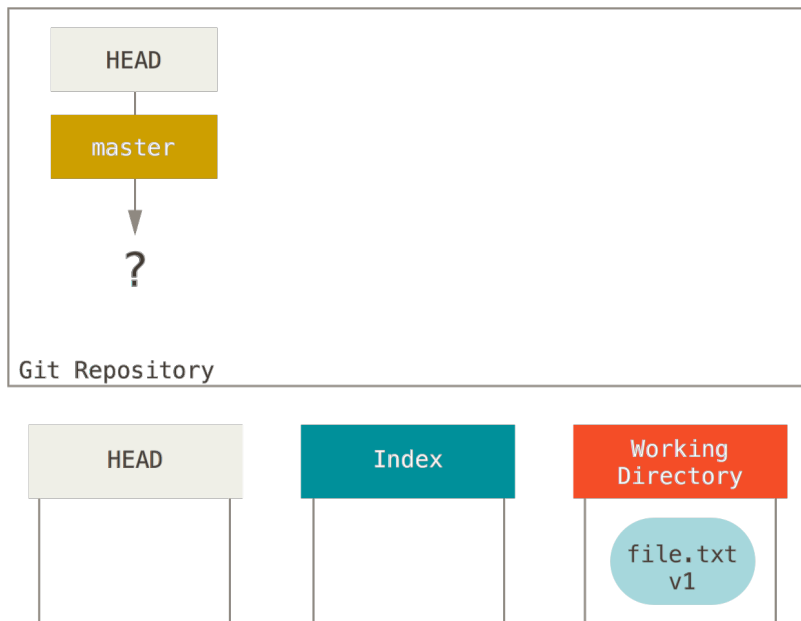 HEAD
master
?
Git Repository
HEAD
Index
Working
Directory
file.txt
v1